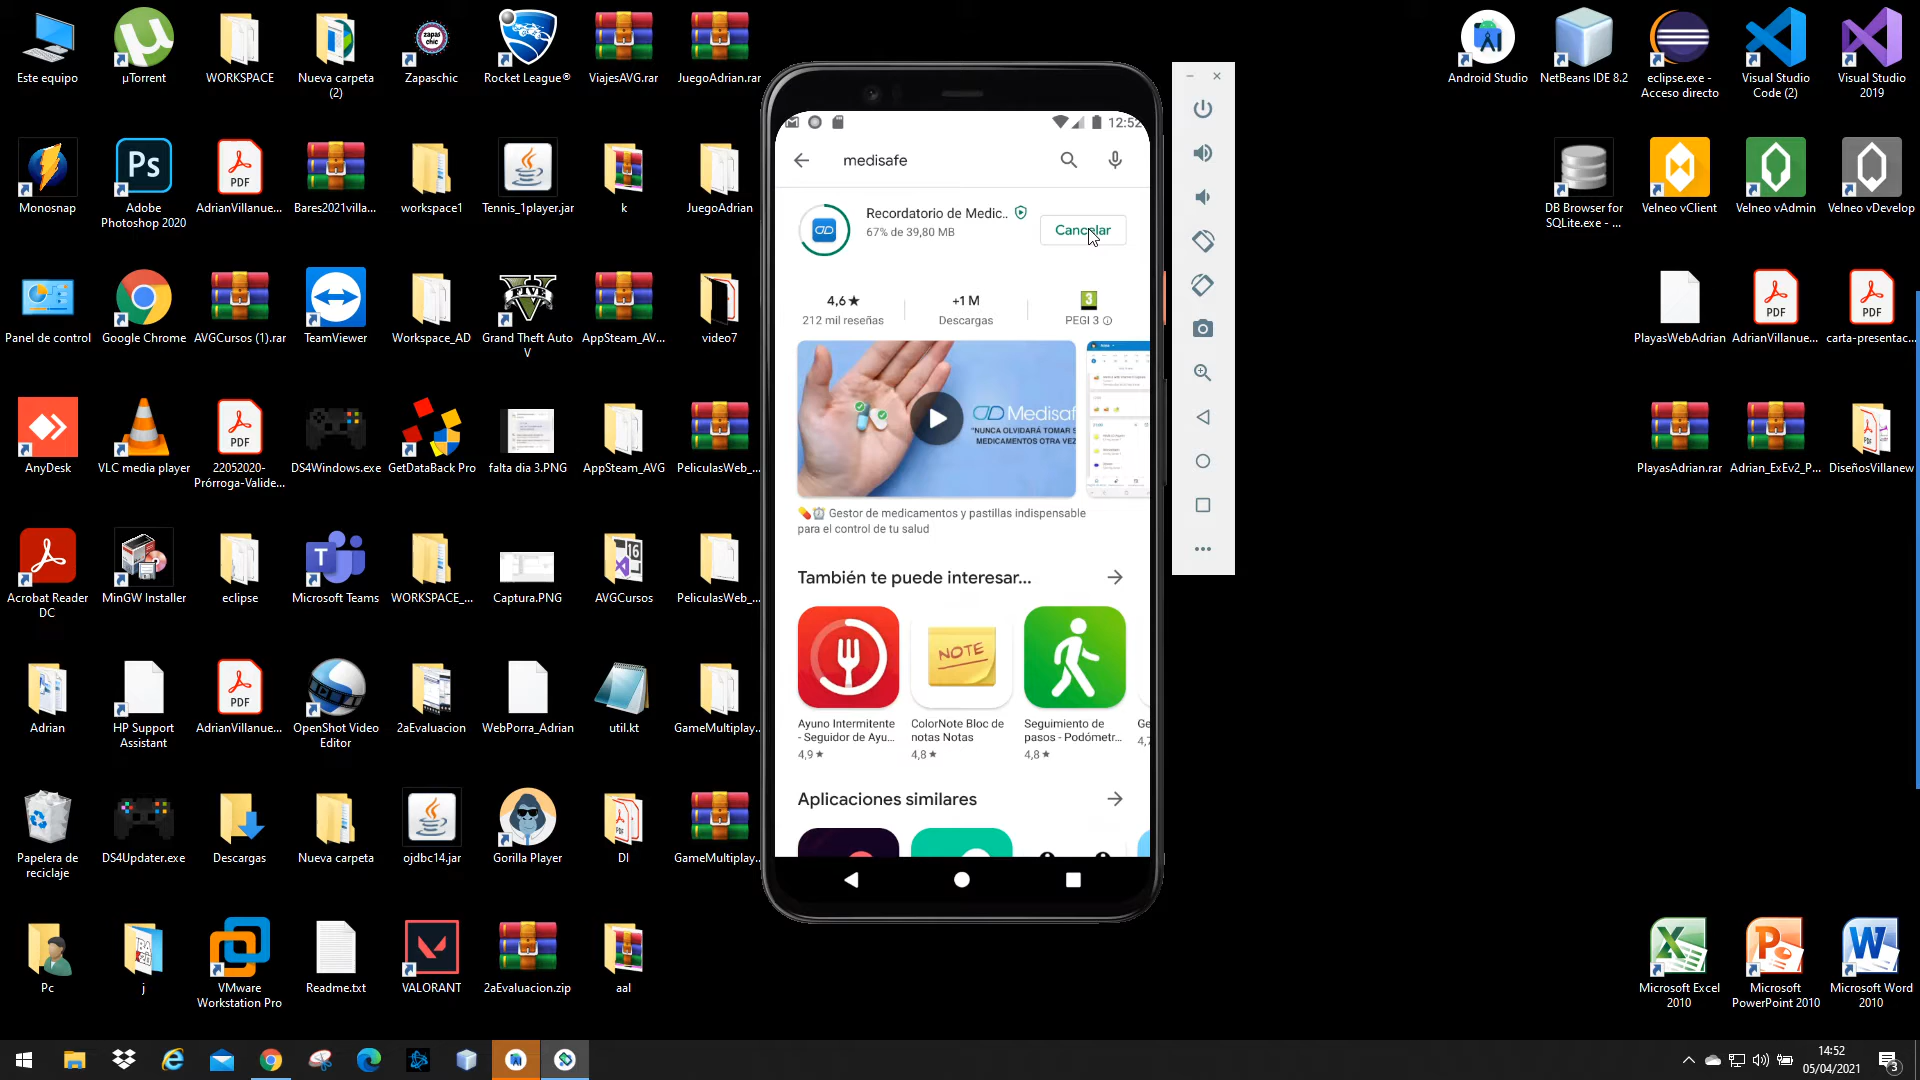 Este equipo
µTorrent
WORKSPACE
Nueva carpeta
(2)
Zapaschic
Rocket League®
ViajesAVG.rar
JuegoAdrian.rar
Android Studio
NetBeans IDE 8.2
eclipse.exe -
Acceso directo
Visual Studio
Code (2)
Visual Studio
2019
Monosnap
Adobe
Photoshop 2020
AdrianVillanue...
Bares2021villa...
workspace1
Tennis_1player.jar
k
JuegoAdrian
DB Browser for
SQLite.exe - ...
Velneo vClient
Velneo vAdmin
Velneo vDevelop
Panel de control
Google Chrome
AVGCursos (1).rar
TeamViewer
Workspace_AD
Grand Theft Auto
V
AppSteam_AV...
video7
PlayasWebAdrian
AdrianVillanue...
carta-presentac...
AnyDesk
VLC media player
22052020-
Prórroga-Valide...
DS4Windows.exe
GetDataBack Pro
falta dia 3.PNG
AppSteam_AVG
PeliculasWeb_...
PlayasAdrian.rar
Adrian_ExEv2_P...
DiseñosVillanew
Acrobat Reader
DC
MinGW Installer
eclipse
Microsoft Teams
WORKSPACE_...
Captura.PNG
AVGCursos
PeliculasWeb_...
Adrian
HP Support
Assistant
AdrianVillanue...
OpenShot Video
Editor
2aEvaluacion
WebPorra_Adrian
util.kt
GameMultiplay...
Papelera de
reciclaje
DS4Updater.exe
Descargas
Nueva carpeta
ojdbc14.jar
Gorilla Player
DI
GameMultiplay...
Pc
j
VMware
Workstation Pro
Readme.txt
VALORANT
2aEvaluacion.zip
aal
Microsoft Excel
2010
Microsoft
PowerPoint 2010
Microsoft Word
2010
12:52
medisafe
Recordatorio de Medic..
67% de 39,80 MB
Cancelar
4,6★
212 mil reseñas
+1 M
Descargas
3
PEGI 3
Medisaf
"NUNCA OLVIDARÁ TOMAR S
MEDICAMENTOS OTRA VEZ
Gestor de medicamentos y pastillas indispensable
para el control de tu salud
También te puede interesar...
NOTE
Ayuno Intermitente
- Seguidor de Ayu...
4,9★
ColorNote Bloc de
notas Notas
4,8★
Seguimiento de
pasos - Podómetr...
4,8★
Ge
4,7
Aplicaciones similares
14:52
05/04/2021
3